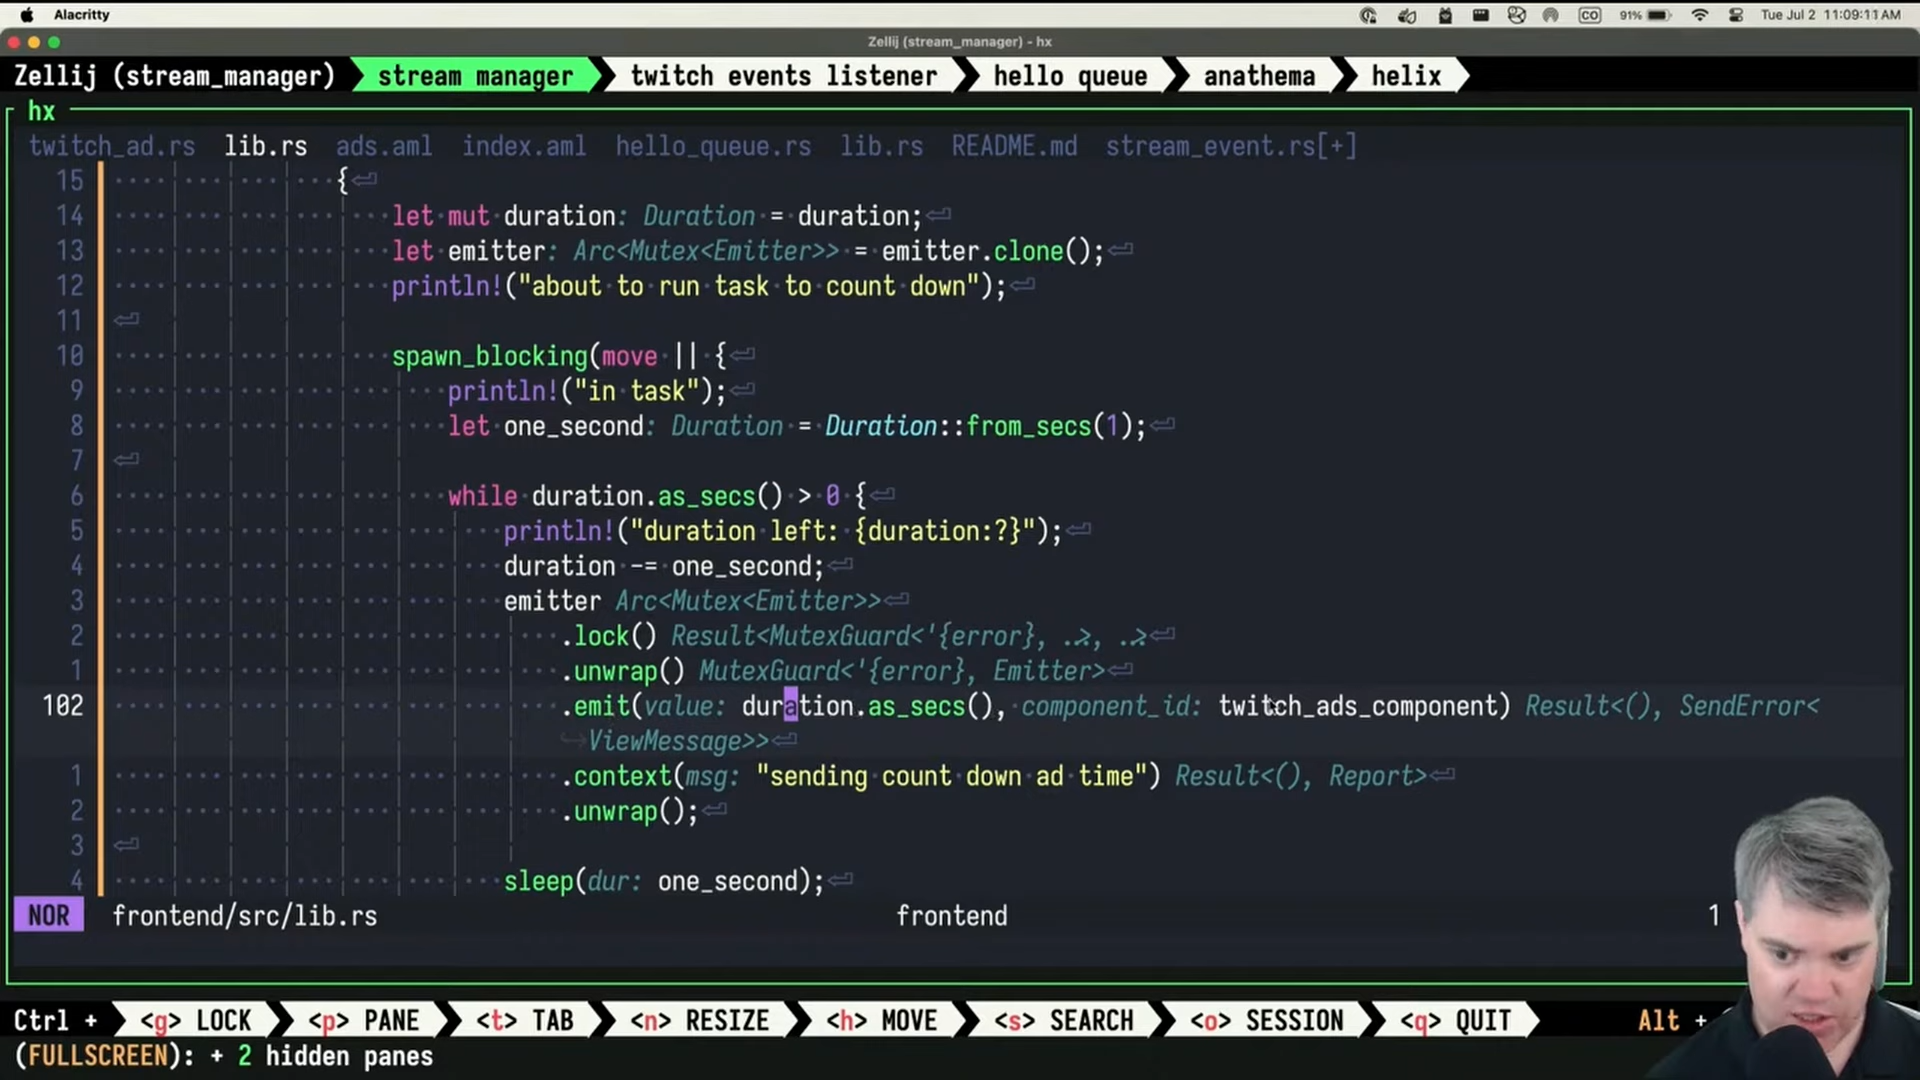 Alacritty CO 91% Tue Jul 2 11:09:11 AM
Zellij (stream_manager) - hx
Zellij (stream_manager) stream manager twitch events listener hello queue anathema helix
hx
twitch_ad.rs lib.rs ads.aml index.aml hello_queue.rs lib.rs README.md stream_event.rs[+]
15 {
14 let mut duration: Duration = duration;
13 let emitter: Arc<Mutex<Emitter>> = emitter.clone();
12 println!("about to run task to count down");
11
10 spawn_blocking(move || {
9 println!("in task");
8 let one_second: Duration = Duration::from_secs(1);
7
6 while duration.as_secs() > 0 {
5 println!("duration left: {duration:?}");
4 duration -= one_second;
3 emitter Arc<Mutex<Emitter>>
2 .lock() Result<MutexGuard<'{error}, ..>, ..>
1 .unwrap() MutexGuard<'{error}, Emitter>
102 .emit(value: duration.as_secs(), component_id: twitch_ads_component) Result<(), SendError<
ViewMessage>>
1 .context(msg: "sending count down ad time") Result<(), Report>
2 .unwrap();
3
4 sleep(dur: one_second);
NOR frontend/src/lib.rs frontend 1
Ctrl + <g> LOCK <p> PANE <t> TAB <n> RESIZE <h> MOVE <s> SEARCH <o> SESSION <q> QUIT Alt +
(FULLSCREEN): + 2 hidden panes